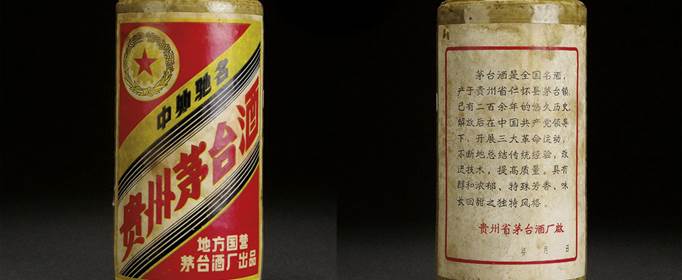 中外驰名
贵州茅台酒
地方国营
茅台酒厂出品
茅台酒是全国名酒，
产于贵州省仁怀县茅台镇，
已有二百余年的悠久历史。
解放后在中国共产党领导
下，开展三大革命运动，
不断地总结传统经验，改
进技术，提高质量。具有
醇和浓郁、特殊芳香、味
女回甜之独特风格。
贵州省茅台酒厂啟
年 月 日